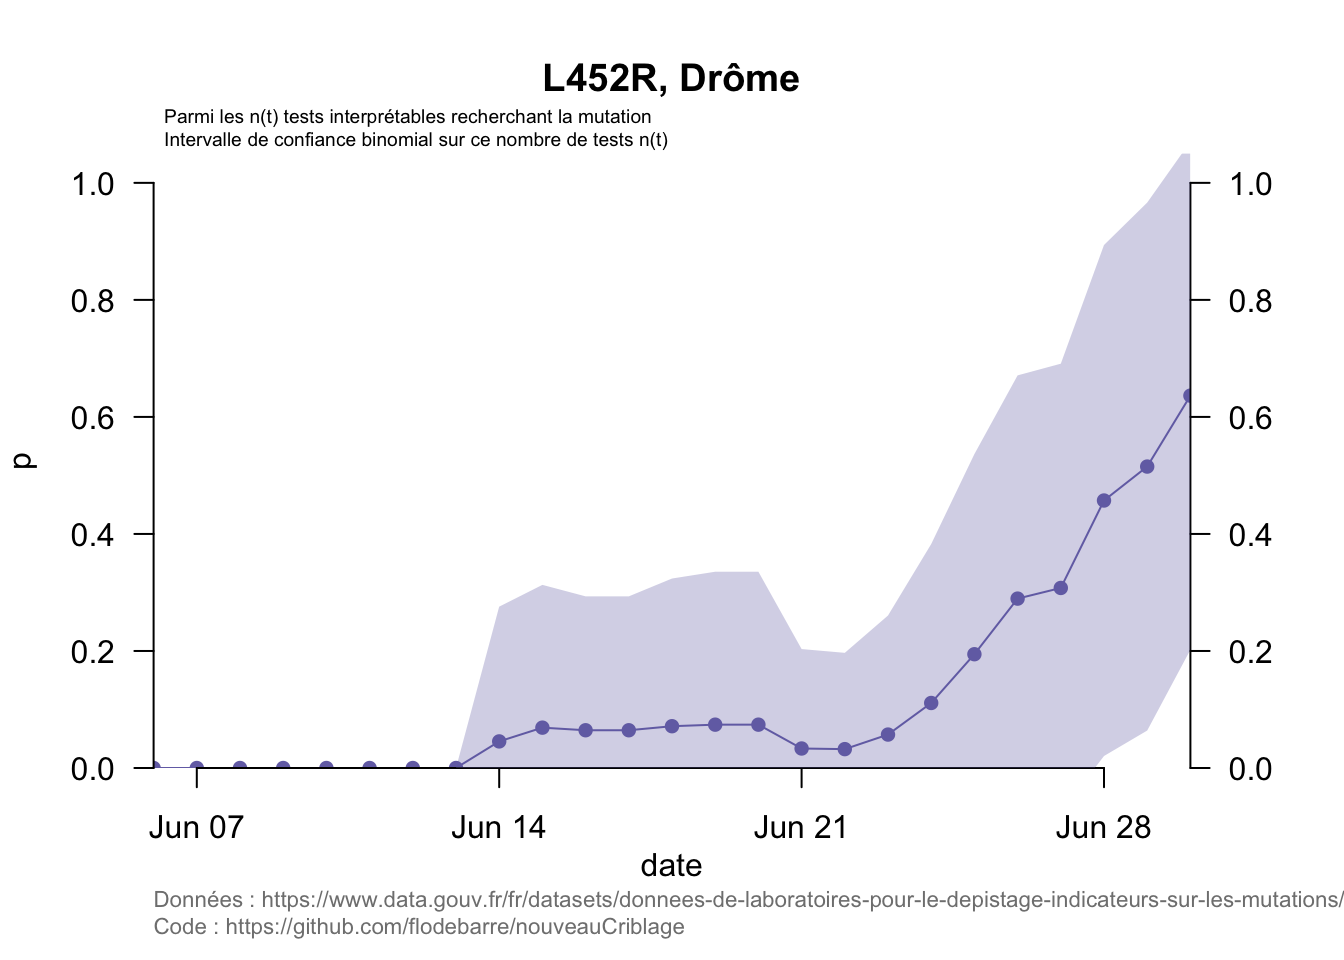 L452R, Drôme
Parmi les n(t) tests interprétables recherchant la mutation
Intervalle de confiance binomial sur ce nombre de tests n(t)
1.0 1.0
0.8 0.8
0.6 0.6
p
0.4 0.4
0.2 0.2
0.0 0.0
Jun 07 Jun 14 Jun 21 Jun 28
date
Données : https://www.data.gouv.fr/fr/datasets/donnees-de-laboratoires-pour-le-depistage-indicateurs-sur-les-mutations/
Code : https://github.com/flodebarre/nouveauCriblage